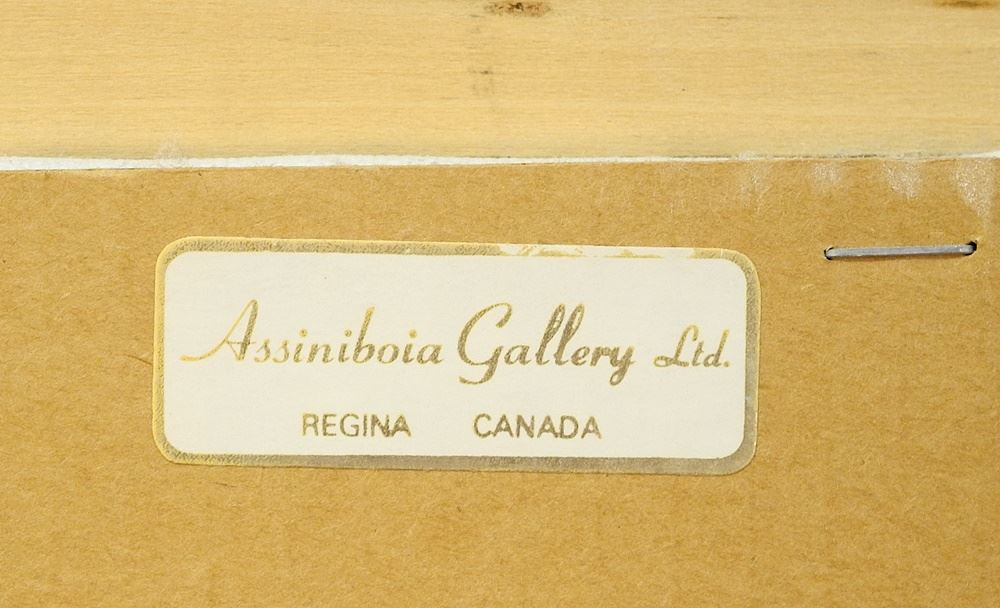 Assiniboia Gallery Ltd.
REGINA CANADA